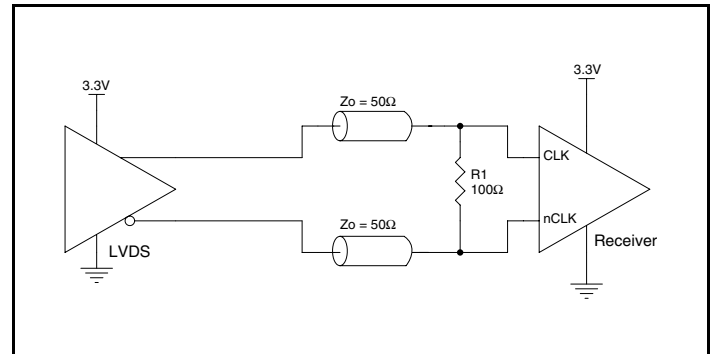 3.3V
3.3V
Zo = 50Ω
CLK
R1
100Ω
nCLK
Zo = 50Ω
Receiver
LVDS